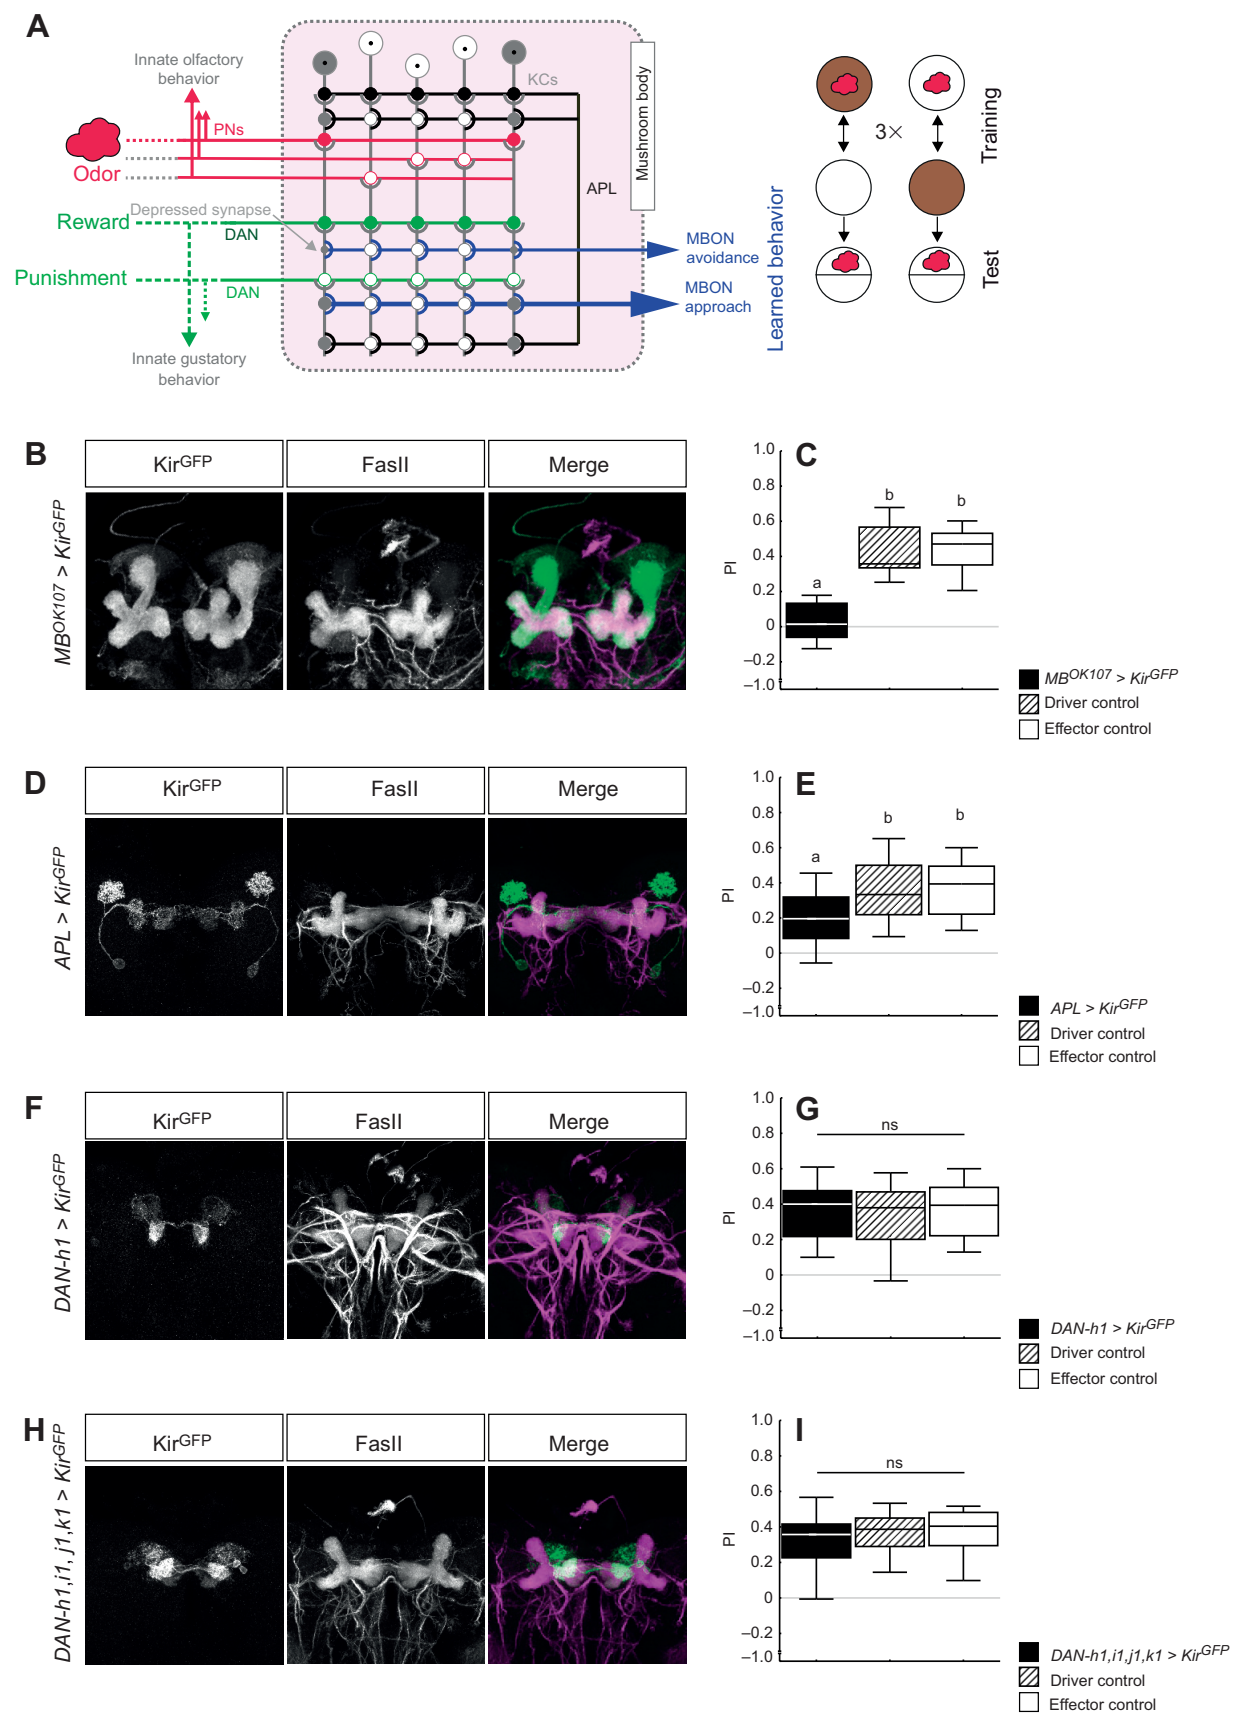 A
Innate olfactory
behavior
PNs
Odor
KCs
Mushroom body
APL
Depressed synapse
Reward
DAN
MBON
avoidance
Punishment
DAN
MBON
approach
Learned behavior
Innate gustatory
behavior
3×
Training
Test
B
KirGFP
FasII
Merge
MBOK107 > KirGFP
C
1.0
0.8
0.6
0.4
0.2
0
–0.2
–1.0
PI
a
b
b
MBOK107 > KirGFP
Driver control
Effector control
D
KirGFP
FasII
Merge
APL > KirGFP
E
1.0
0.8
0.6
0.4
0.2
0
–0.2
–1.0
PI
a
b
b
APL > KirGFP
Driver control
Effector control
F
KirGFP
FasII
Merge
DAN-h1 > KirGFP
G
1.0
0.8
0.6
0.4
0.2
0
–0.2
–1.0
PI
ns
DAN-h1 > KirGFP
Driver control
Effector control
H
KirGFP
FasII
Merge
DAN-h1,i1, j1,k1 > KirGFP
I
1.0
0.8
0.6
0.4
0.2
0
–0.2
–1.0
PI
ns
DAN-h1,i1,j1,k1 > KirGFP
Driver control
Effector control